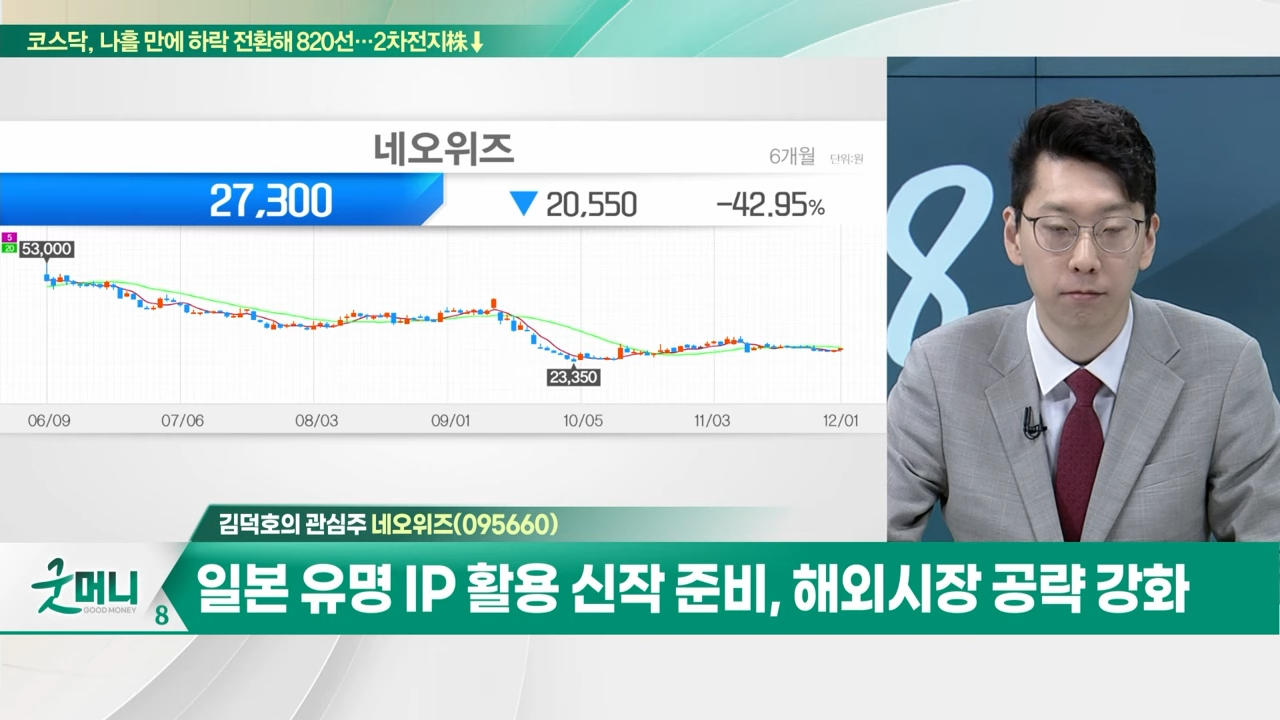 코스닥, 나흘 만에 하락 전환해 820선…2차전지株↓
네오위즈
6개월 단위:원
27,300 ▼ 20,550 -42.95%
5
20
53,000
23,350
06/09 07/06 08/03 09/01 10/05 11/03 12/01
8
김덕호의 관심주 네오위즈(095660)
굿머니
GOOD MONEY
8
일본 유명 IP 활용 신작 준비, 해외시장 공략 강화